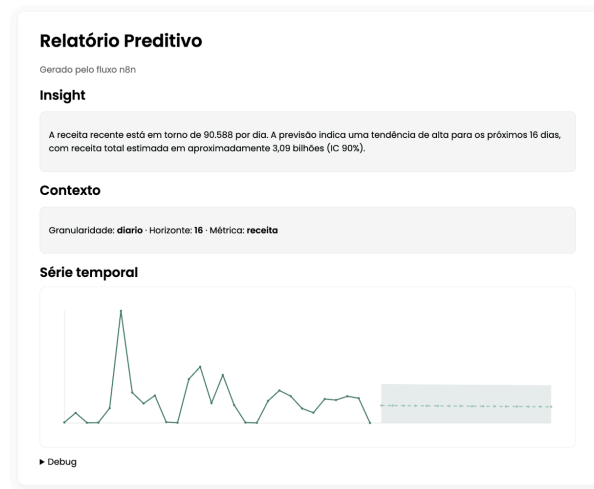 Relatório Preditivo
Gerado pelo fluxo n8n
Insight
A receita recente está em torno de 90.588 por dia. A previsão indica uma tendência de alta para os próximos 16 dias,
com receita total estimada em aproximadamente 3,09 bilhões (IC 90%).
Contexto
Granularidade: diario · Horizonte: 16 · Métrica: receita
Série temporal
Debug